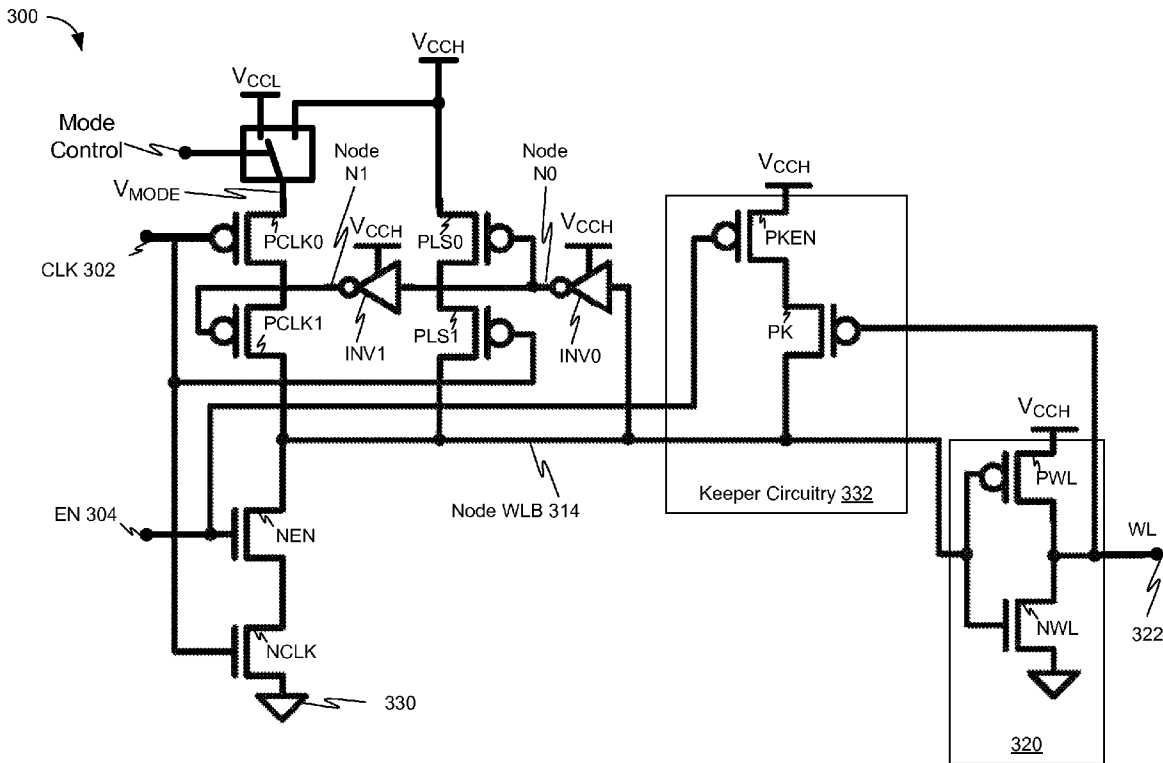 300
VCCH
VCCL
Mode
Control
Node
N1
Node
N0
VCCH
VMODE
PCLK0
VCCH
PLS0
VCCH
PKEN
CLK 302
PCLK1
INV1
PLS1
INV0
PK
VCCH
PWL
Keeper Circuitry 332
Node WLB 314
EN 304
NEN
WL
NCLK
NWL
322
330
320